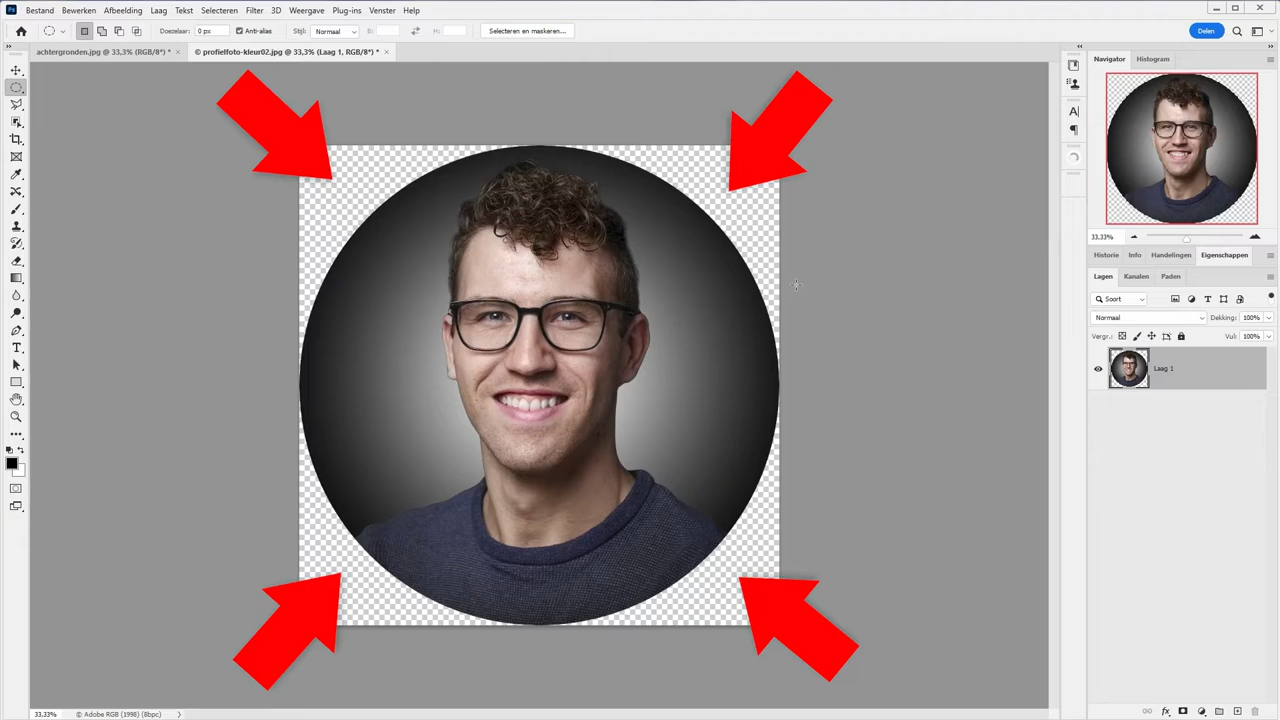 Bestand Bewerken Afbeelding Laag Tekst Selecteren Filter 3D Weergave Plug-ins Venster Help
Doezelaar: 0 px Anti-alias Stijl: Normaal B: H: Selecteren en maskeren... Delen
achtergronden.jpg @ 33,3% (RGB/8*) * × © profielfoto-kleur02.jpg @ 33,3% (Laag 1, RGB/8*) * ×
Navigator Histogram
33,33%
Historie Info Handelingen Eigenschappen
Lagen Kanalen Paden
Soort
Normaal Dekking: 100%
Vergr.: Vul: 100%
Laag 1
33,33% © Adobe RGB (1998) (8bpc)